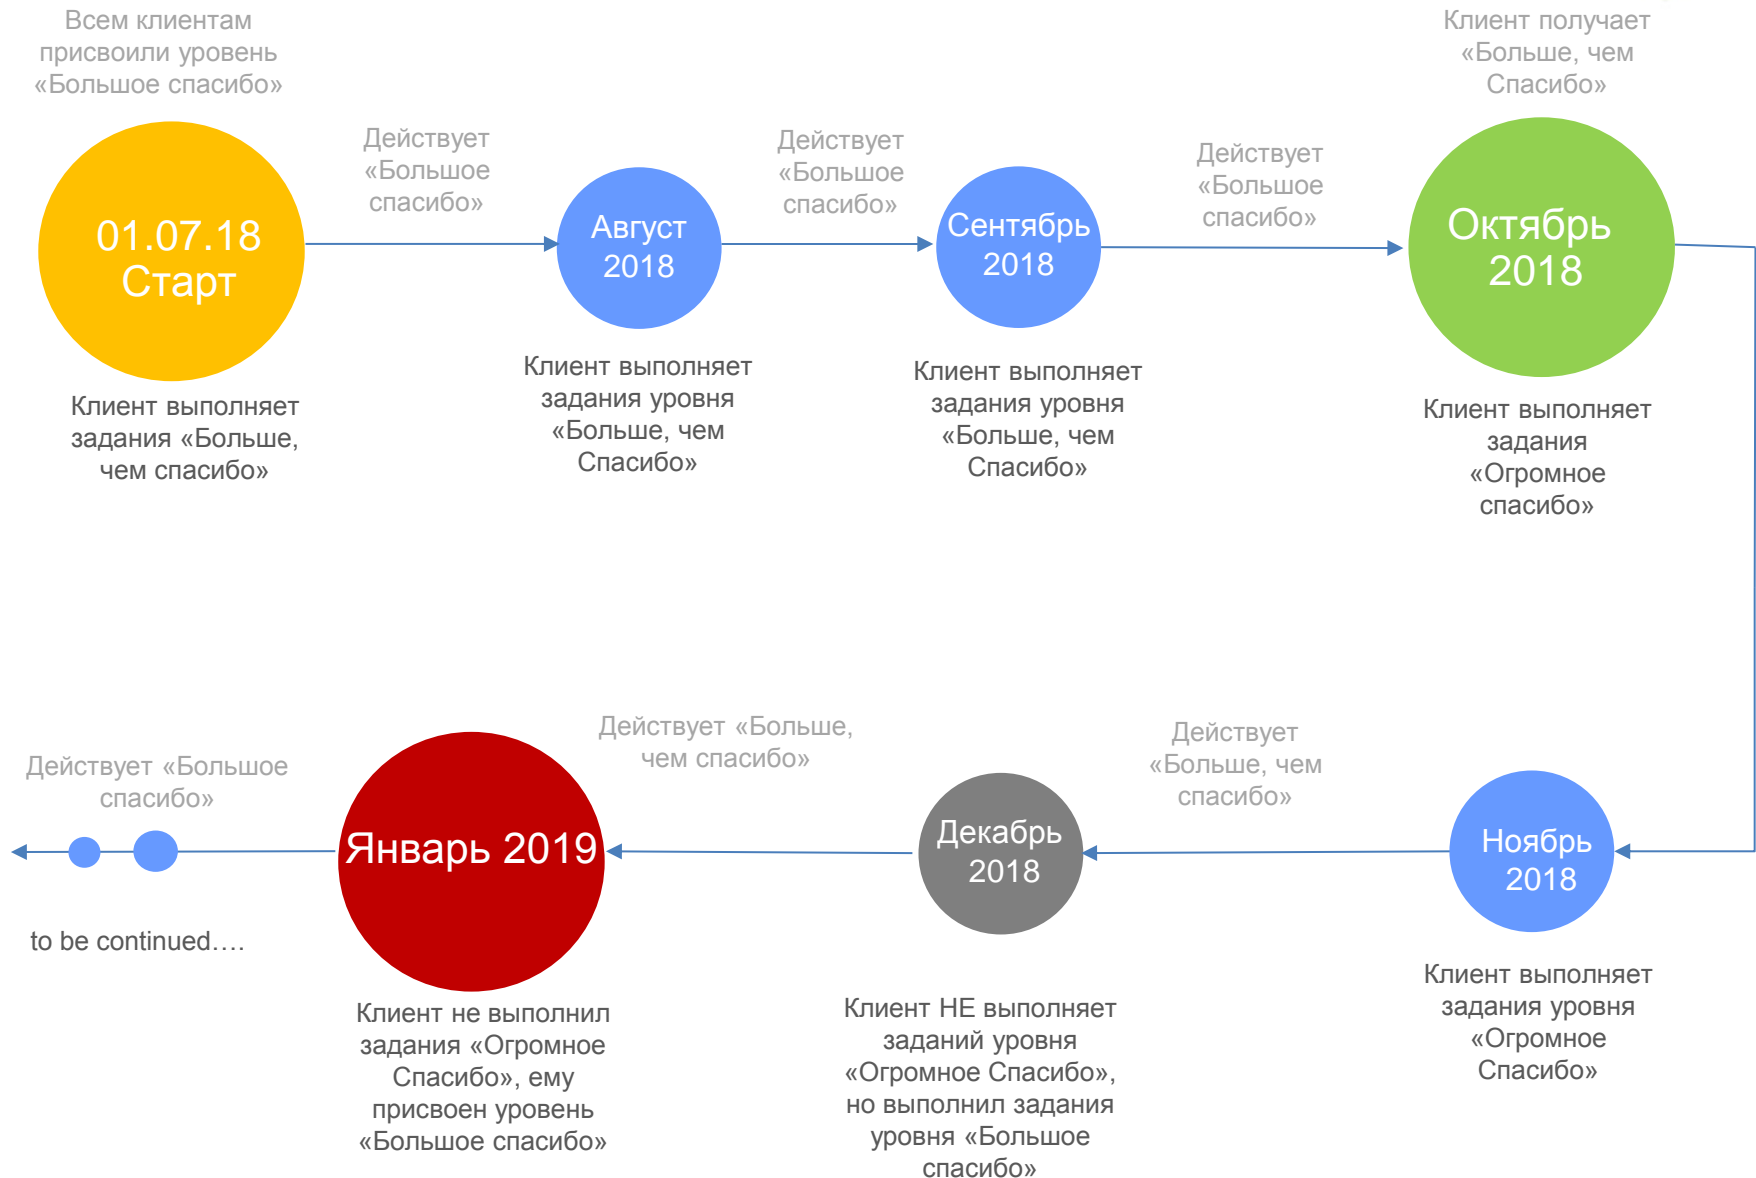 Всем клиентам
присвоили уровень
«Большое спасибо»
01.07.18
Старт
Клиент выполняет
задания «Больше,
чем спасибо»
Действует
«Большое
спасибо»
Август
2018
Клиент выполняет
задания уровня
«Больше, чем
Спасибо»
Действует
«Большое
спасибо»
Сентябрь
2018
Клиент выполняет
задания уровня
«Больше, чем
Спасибо»
Действует
«Большое
спасибо»
Клиент получает
«Больше, чем
Спасибо»
Октябрь
2018
Клиент выполняет
задания
«Огромное
спасибо»
Ноябрь
2018
Клиент выполняет
задания уровня
«Огромное
Спасибо»
Действует
«Больше, чем
спасибо»
Декабрь
2018
Клиент НЕ выполняет
заданий уровня
«Огромное Спасибо»,
но выполнил задания
уровня «Большое
спасибо»
Действует «Больше,
чем спасибо»
Январь 2019
Клиент не выполнил
задания «Огромное
Спасибо», ему
присвоен уровень
«Большое спасибо»
Действует «Большое
спасибо»
to be continued….